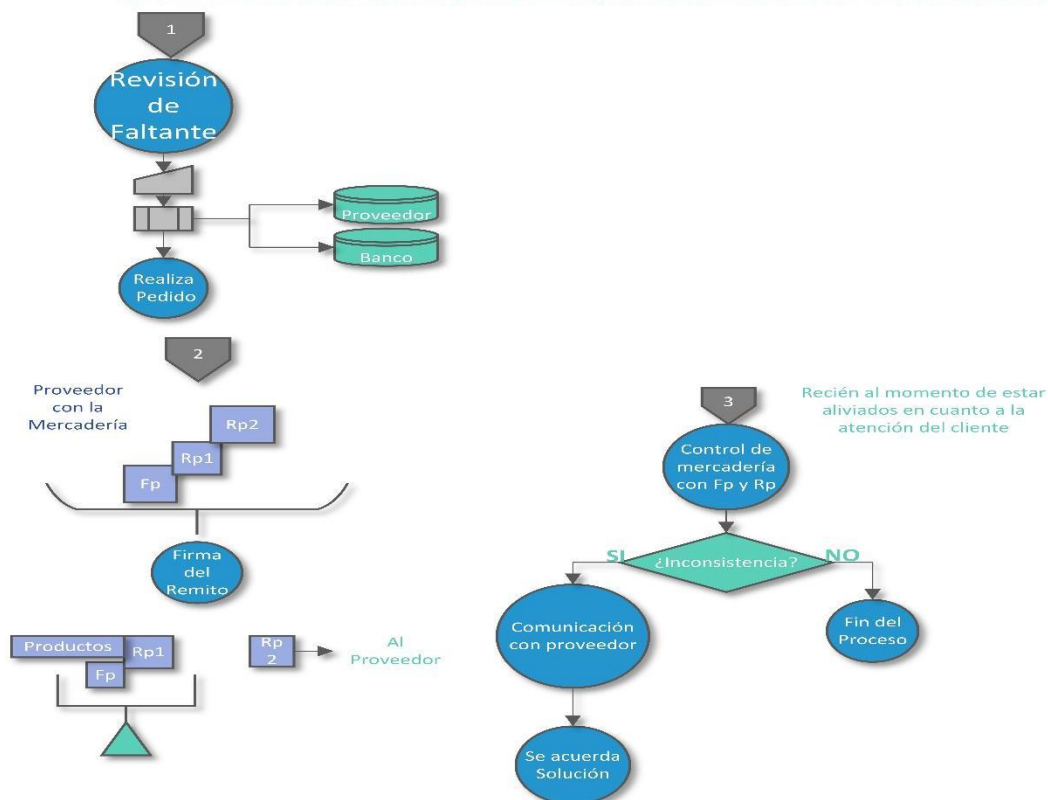 1
Revisión
de
Faltante
Proveedor
Banco
Realiza
Pedido
2
Proveedor
con la
Mercadería
Rp2
Rp1
Fp
Firma
del
Remito
Productos
Rp1
Fp
Rp
2
Al
Proveedor
3
Recién al momento de estar
aliviados en cuanto a la
atención del cliente
Control de
mercadería
con Fp y Rp
¿Inconsistencia?
SI
NO
Comunicación
con proveedor
Fin del
Proceso
Se acuerda
Solución